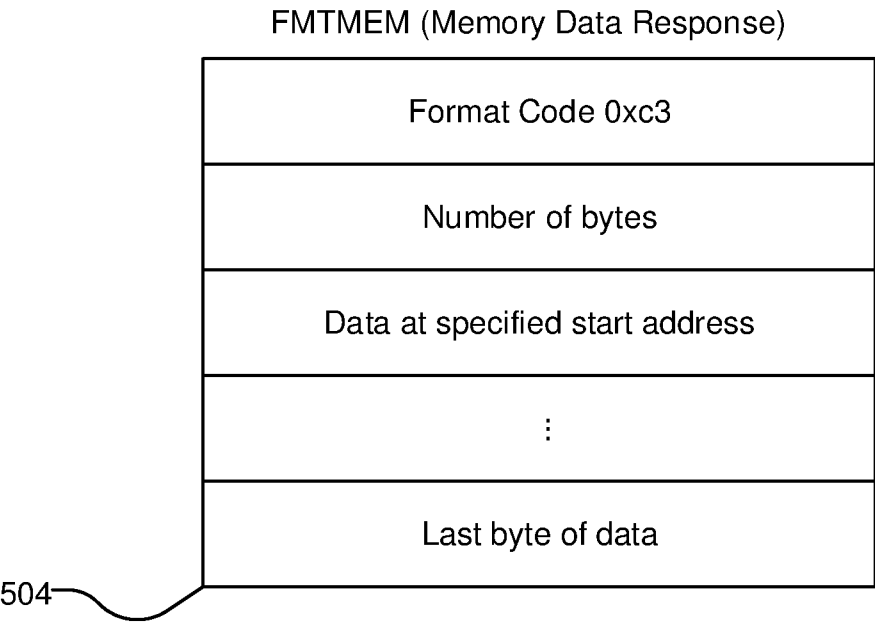 FMTMEM (Memory Data Response)
Format Code 0xc3
Number of bytes
Data at specified start address
⋮
Last byte of data
504